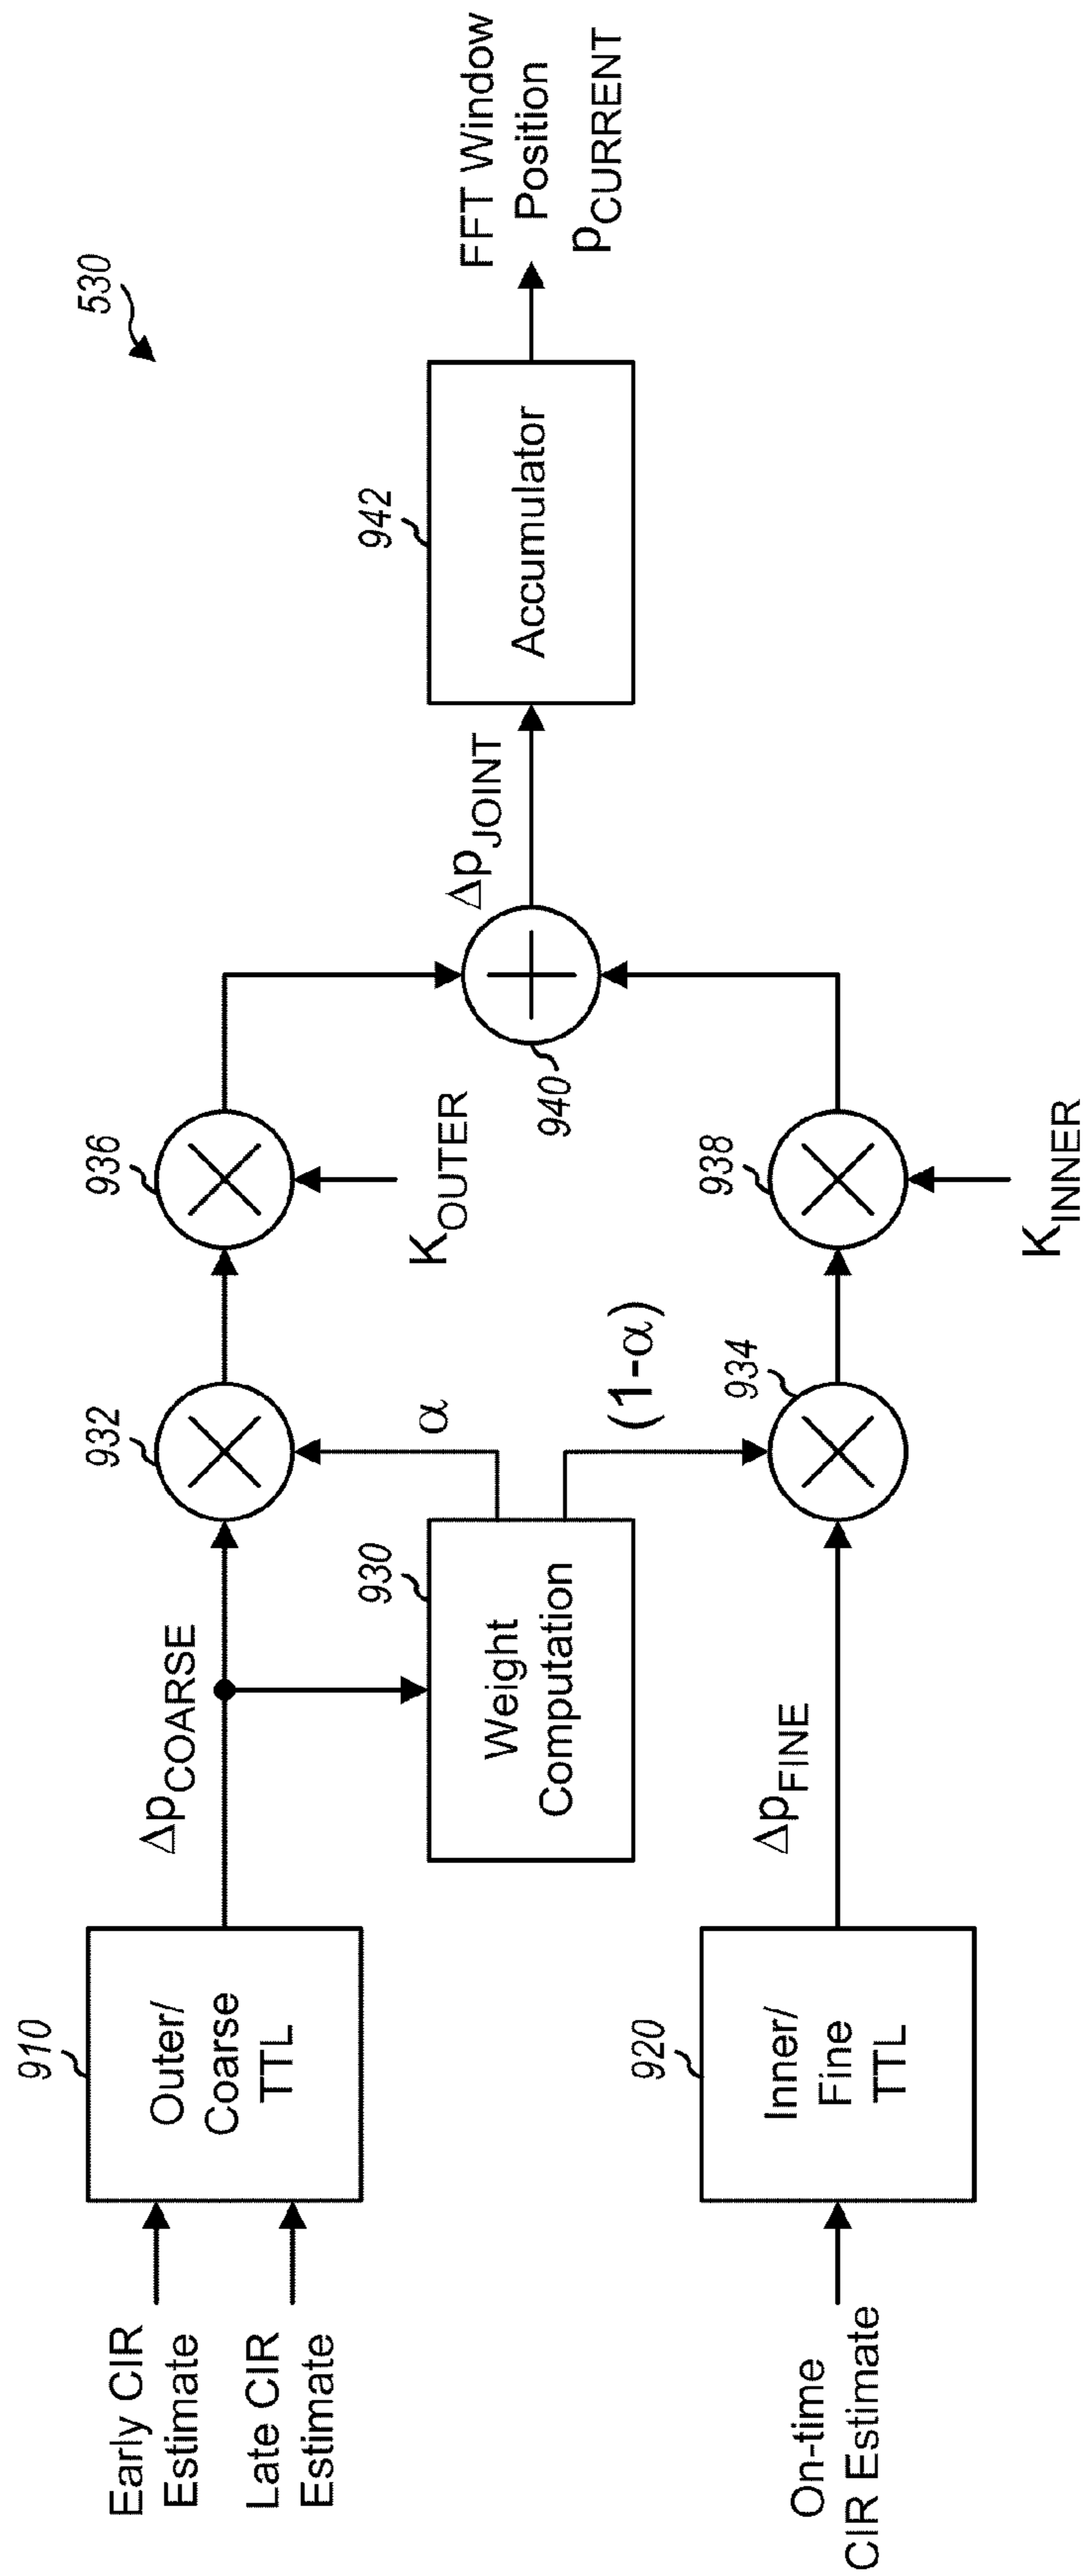 530
Early CIR
Estimate
Late CIR
Estimate
910
Outer/
Coarse
TTL
ΔpCOARSE
932
α
936
KOUTER
930
Weight
Computation
(1-α)
940
ΔpJOINT
942
Accumulator
FFT Window
Position
pCURRENT
On-time
CIR Estimate
920
Inner/
Fine
TTL
ΔpFINE
934
938
KINNER